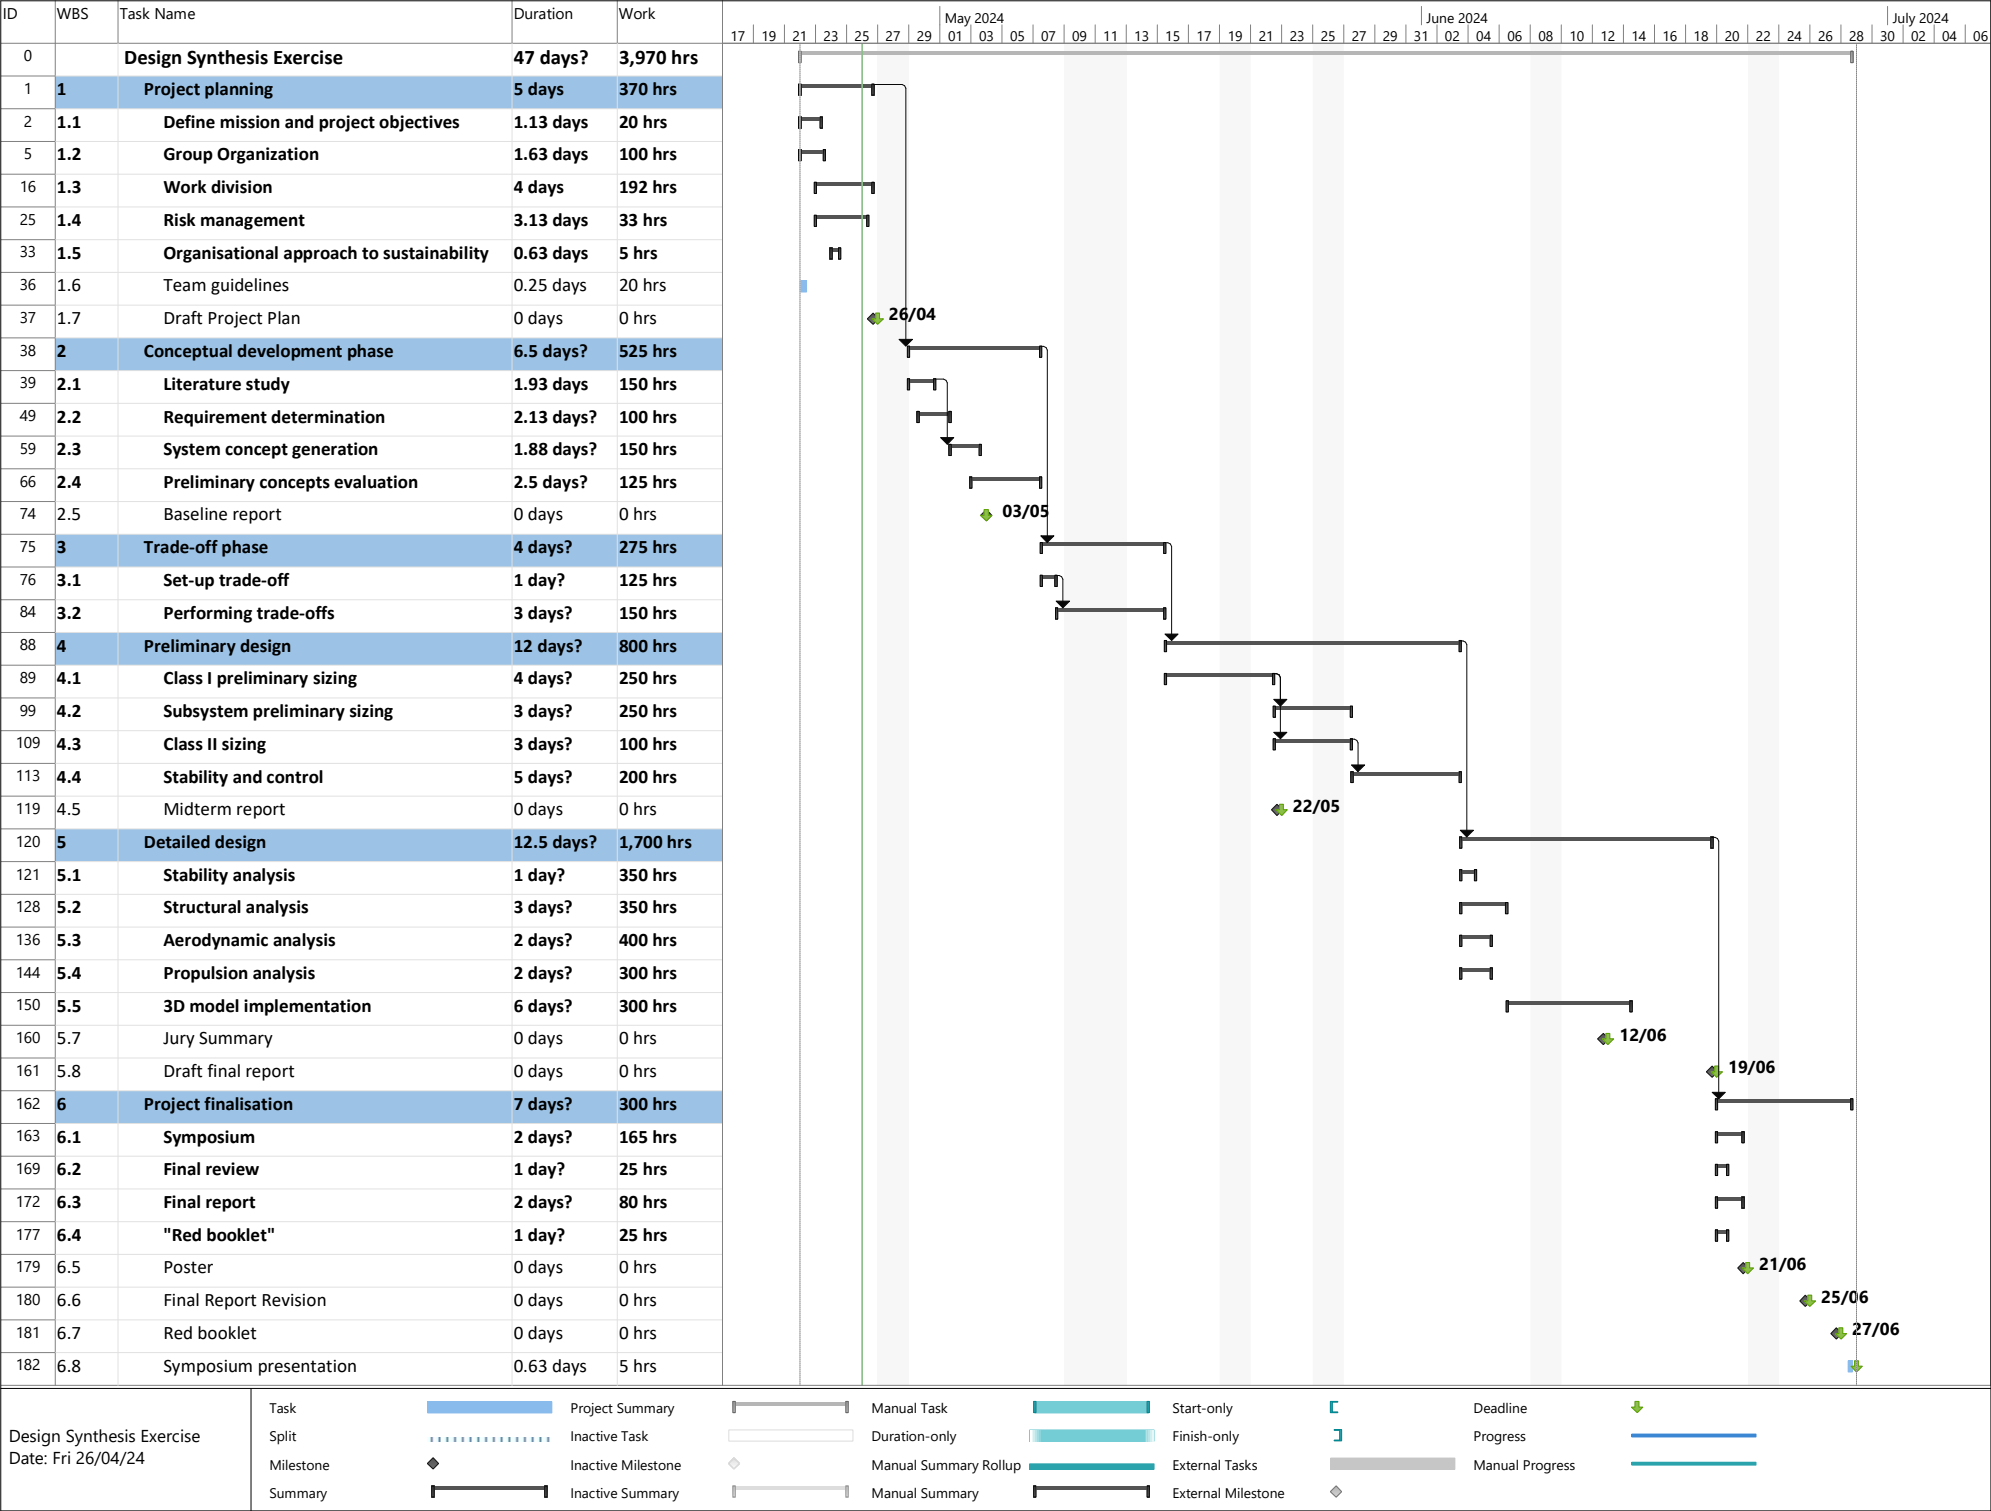 ID WBS Task Name Duration Work
May 2024 June 2024 July 2024
17 19 21 23 25 27 29 01 03 05 07 09 11 13 15 17 19 21 23 25 27 29 31 02 04 06 08 10 12 14 16 18 20 22 24 26 28 30 02 04 06
0 Design Synthesis Exercise 47 days? 3,970 hrs
1 1 Project planning 5 days 370 hrs
2 1.1 Define mission and project objectives 1.13 days 20 hrs
5 1.2 Group Organization 1.63 days 100 hrs
16 1.3 Work division 4 days 192 hrs
25 1.4 Risk management 3.13 days 33 hrs
33 1.5 Organisational approach to sustainability 0.63 days 5 hrs
36 1.6 Team guidelines 0.25 days 20 hrs
37 1.7 Draft Project Plan 0 days 0 hrs 26/04
38 2 Conceptual development phase 6.5 days? 525 hrs
39 2.1 Literature study 1.93 days 150 hrs
49 2.2 Requirement determination 2.13 days? 100 hrs
59 2.3 System concept generation 1.88 days? 150 hrs
66 2.4 Preliminary concepts evaluation 2.5 days? 125 hrs
74 2.5 Baseline report 0 days 0 hrs 03/05
75 3 Trade-off phase 4 days? 275 hrs
76 3.1 Set-up trade-off 1 day? 125 hrs
84 3.2 Performing trade-offs 3 days? 150 hrs
88 4 Preliminary design 12 days? 800 hrs
89 4.1 Class I preliminary sizing 4 days? 250 hrs
99 4.2 Subsystem preliminary sizing 3 days? 250 hrs
109 4.3 Class II sizing 3 days? 100 hrs
113 4.4 Stability and control 5 days? 200 hrs
119 4.5 Midterm report 0 days 0 hrs 22/05
120 5 Detailed design 12.5 days? 1,700 hrs
121 5.1 Stability analysis 1 day? 350 hrs
128 5.2 Structural analysis 3 days? 350 hrs
136 5.3 Aerodynamic analysis 2 days? 400 hrs
144 5.4 Propulsion analysis 2 days? 300 hrs
150 5.5 3D model implementation 6 days? 300 hrs
160 5.7 Jury Summary 0 days 0 hrs 12/06
161 5.8 Draft final report 0 days 0 hrs 19/06
162 6 Project finalisation 7 days? 300 hrs
163 6.1 Symposium 2 days? 165 hrs
169 6.2 Final review 1 day? 25 hrs
172 6.3 Final report 2 days? 80 hrs
177 6.4 "Red booklet" 1 day? 25 hrs
179 6.5 Poster 0 days 0 hrs 21/06
180 6.6 Final Report Revision 0 days 0 hrs 25/06
181 6.7 Red booklet 0 days 0 hrs 27/06
182 6.8 Symposium presentation 0.63 days 5 hrs
Design Synthesis Exercise
Date: Fri 26/04/24
Task Project Summary Manual Task Start-only Deadline
Split Inactive Task Duration-only Finish-only Progress
Milestone Inactive Milestone Manual Summary Rollup External Tasks Manual Progress
Summary Inactive Summary Manual Summary External Milestone